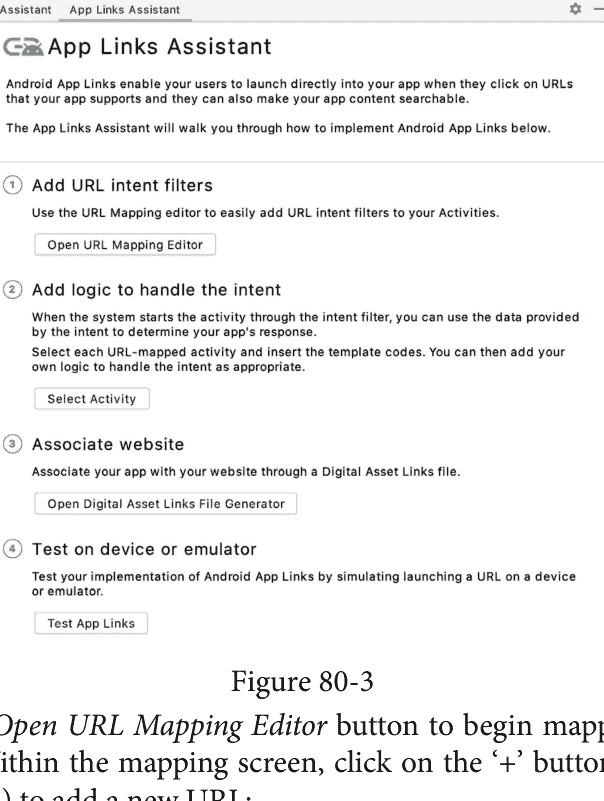 Assistant App Links Assistant
App Links Assistant
Android App Links enable your users to launch directly into your app when they click on URLs
that your app supports and they can also make your app content searchable.
The App Links Assistant will walk you through how to implement Android App Links below.
1 Add URL intent filters
Use the URL Mapping editor to easily add URL intent filters to your Activities.
Open URL Mapping Editor
2 Add logic to handle the intent
When the system starts the activity through the intent filter, you can use the data provided
by the intent to determine your app's response.
Select each URL-mapped activity and insert the template codes. You can then add your
own logic to handle the intent as appropriate.
Select Activity
3 Associate website
Associate your app with your website through a Digital Asset Links file.
Open Digital Asset Links File Generator
4 Test on device or emulator
Test your implementation of Android App Links by simulating launching a URL on a device
or emulator.
Test App Links
Figure 80-3
Open URL Mapping Editor button to begin mapp
ithin the mapping screen, click on the ‘+’ button
) to add a new URL: